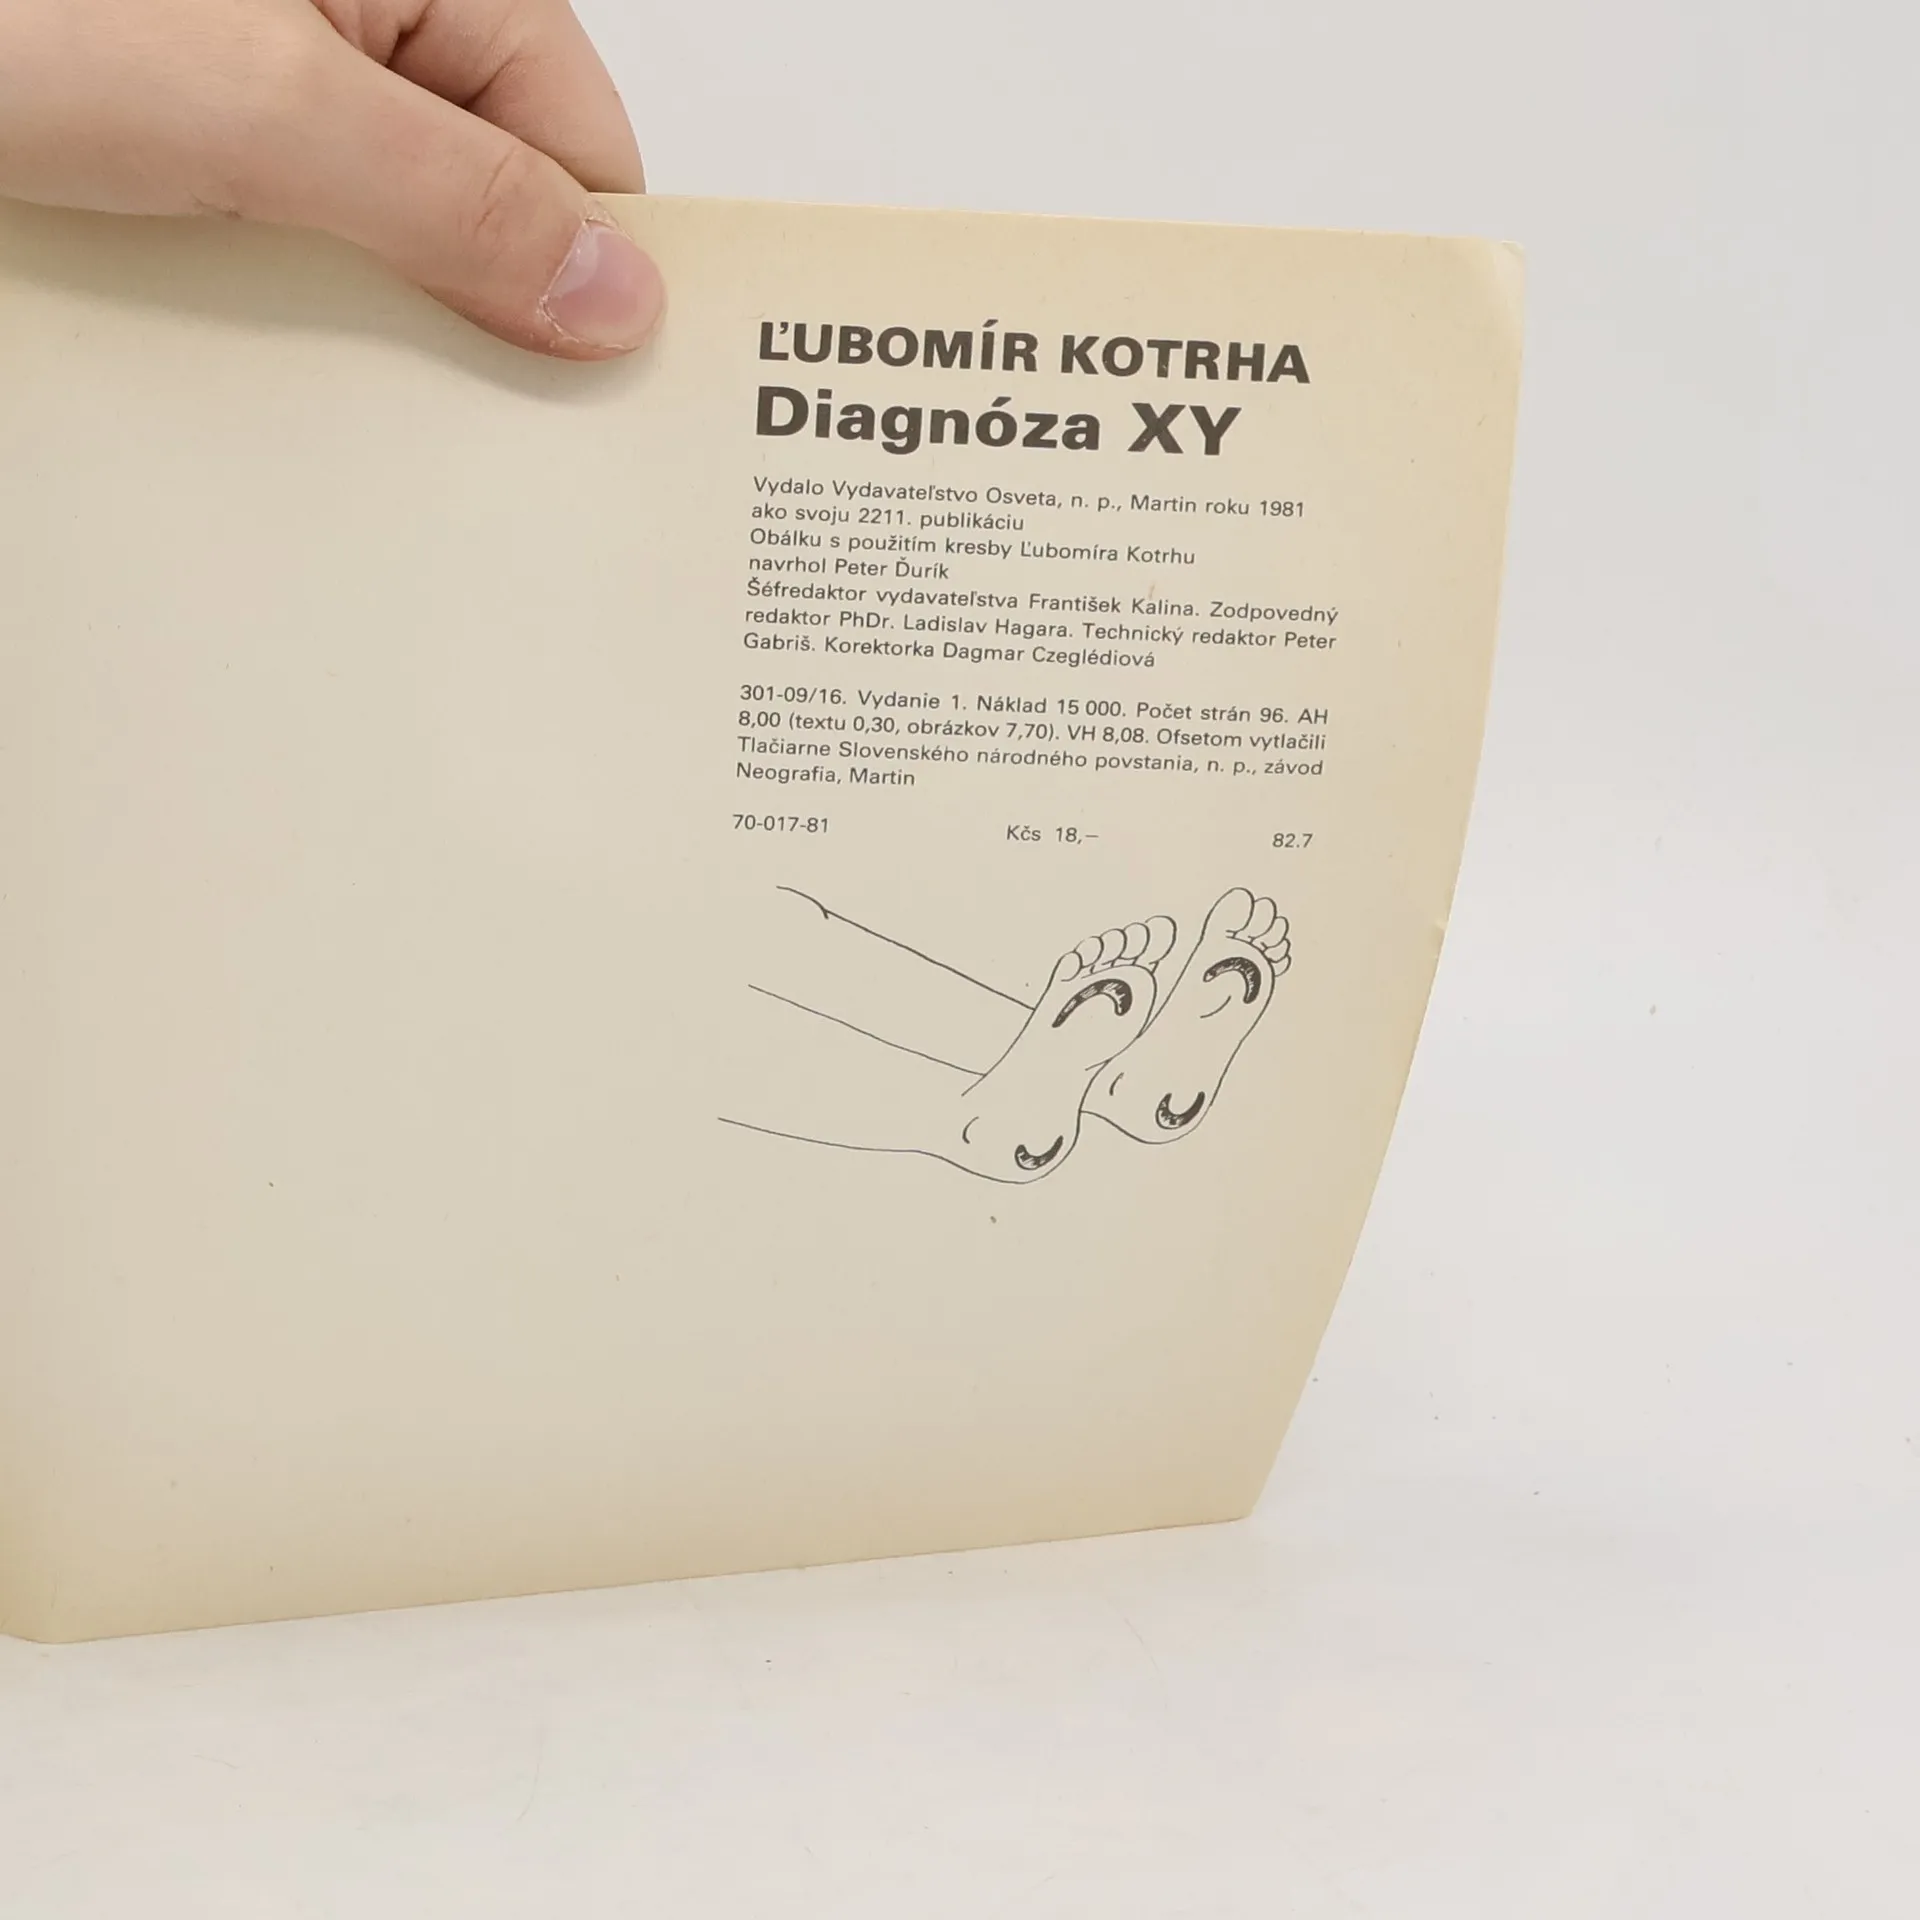 ĽUBOMÍR KOTRHA
Diagnóza XY
Vydalo Vydavateľstvo Osveta, n. p., Martin roku 1981
ako svoju 2211. publikáciu
Obálku s použitím kresby Ľubomíra Kotrhu
navrhol Peter Ďurík
Šéfredaktor vydavateľstva František Kalina. Zodpovedný
redaktor PhDr. Ladislav Hagara. Technický redaktor Peter
Gabriš. Korektorka Dagmar Czeglédiová
301-09/16. Vydanie 1. Náklad 15 000. Počet strán 96. AH
8,00 (textu 0,30, obrázkov 7,70). VH 8,08. Ofsetom vytlačili
Tlačiarne Slovenského národného povstania, n. p., závod
Neografia, Martin
70-017-81 Kčs 18,— 82.7